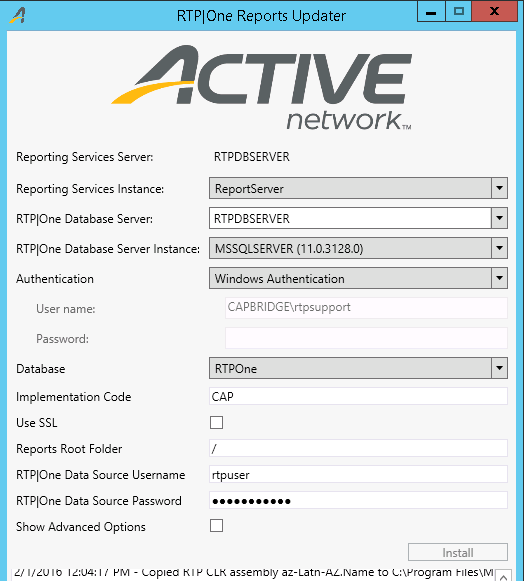 RTP|One Reports Updater
ACTIVE
network™
Reporting Services Server: RTPDBSERVER
Reporting Services Instance: ReportServer
RTP|One Database Server: RTPDBSERVER
RTP|One Database Server Instance: MSSQLSERVER (11.0.3128.0)
Authentication Windows Authentication
User name: CAPBRIDGE\rtpsupport
Password:
Database RTPOne
Implementation Code CAP
Use SSL
Reports Root Folder /
RTP|One Data Source Username rtpuser
RTP|One Data Source Password ●●●●●●●●●●●
Show Advanced Options
Install
2/1/2016 12:04:17 PM - Copied RTP CLR assembly az-Latn-AZ.Name to C:\Program Files\M